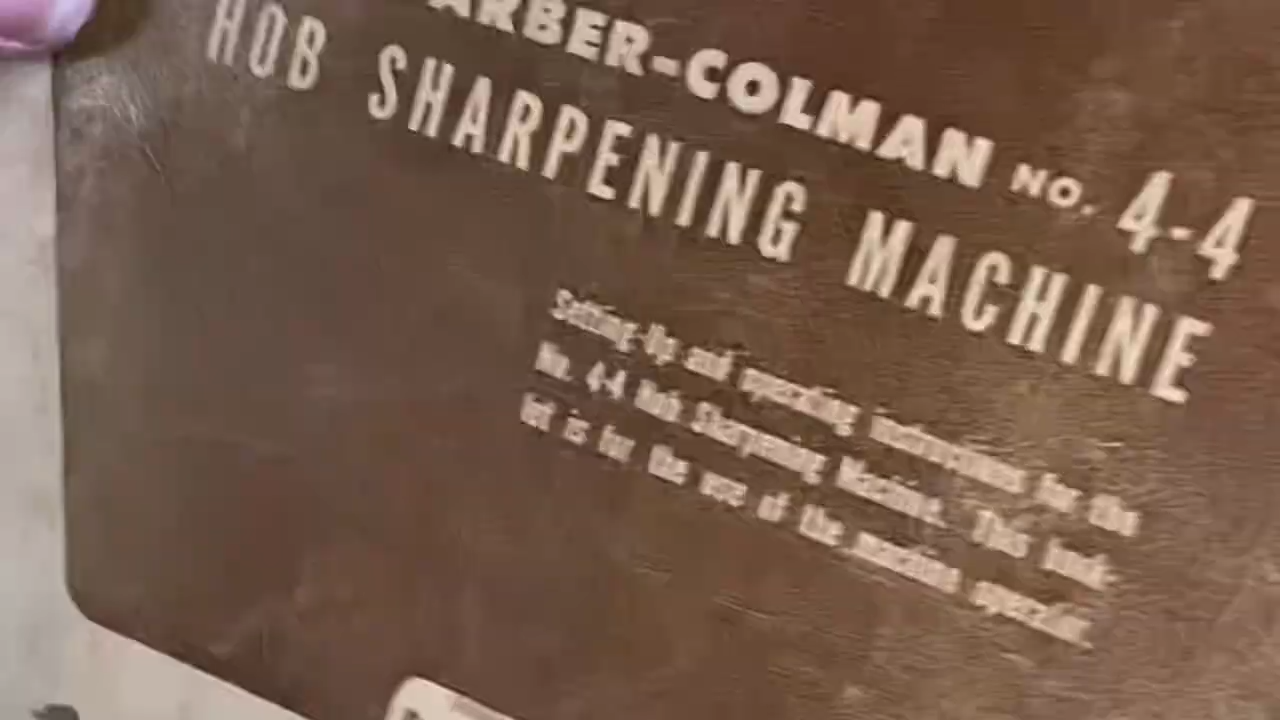 ARBER-COLMAN NO. 4-4
HOB SHARPENING MACHINE
Setting-Up and operating instructions for the
No. 4-4 Hob Sharpening Machine. This book-
let is for the use of the machine operator.